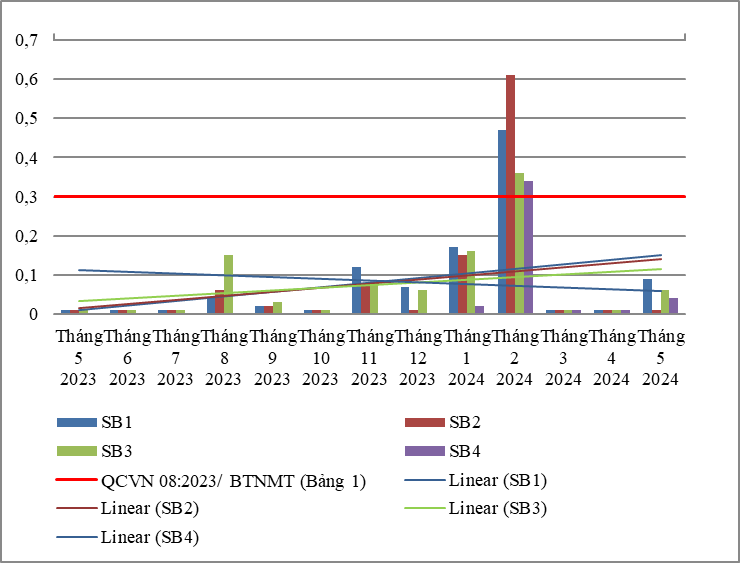 0,7
0,6
0,5
0,4
0,3
0,2
0,1
0
Tháng Tháng Tháng Tháng Tháng Tháng Tháng Tháng Tháng Tháng Tháng Tháng Tháng
5 6 7 8 9 10 11 12 1 2 3 4 5
2023 2023 2023 2023 2023 2023 2023 2023 2024 2024 2024 2024 2024
SB1 SB2
SB3 SB4
QCVN 08:2023/ BTNMT (Bảng 1) Linear (SB1)
Linear (SB2) Linear (SB3)
Linear (SB4)